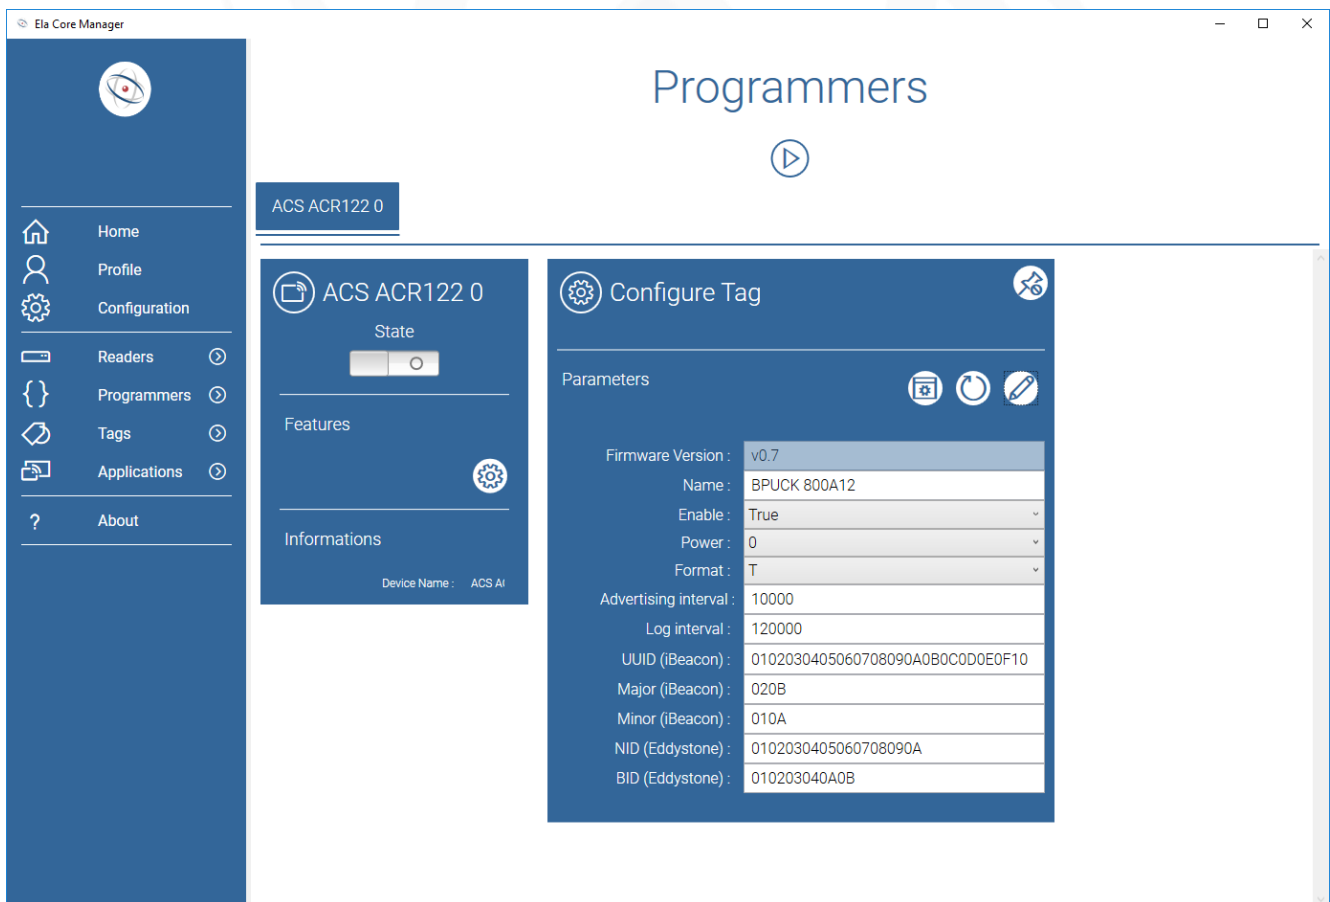 Ela Core Manager
Programmers
ACS ACR122 0
Home
Profile
Configuration
Readers
Programmers
Tags
Applications
? About
ACS ACR122 0
State
Features
Informations
Device Name : ACS A
Configure Tag
Parameters
Firmware Version : v0.7
Name : BPUCK 800A12
Enable : True
Power : 0
Format : T
Advertising interval : 10000
Log interval : 120000
UUID (iBeacon) : 0102030405060708090A0B0C0D0E0F10
Major (iBeacon) : 020B
Minor (iBeacon) : 010A
NID (Eddystone) : 0102030405060708090A
BID (Eddystone) : 010203040A0B